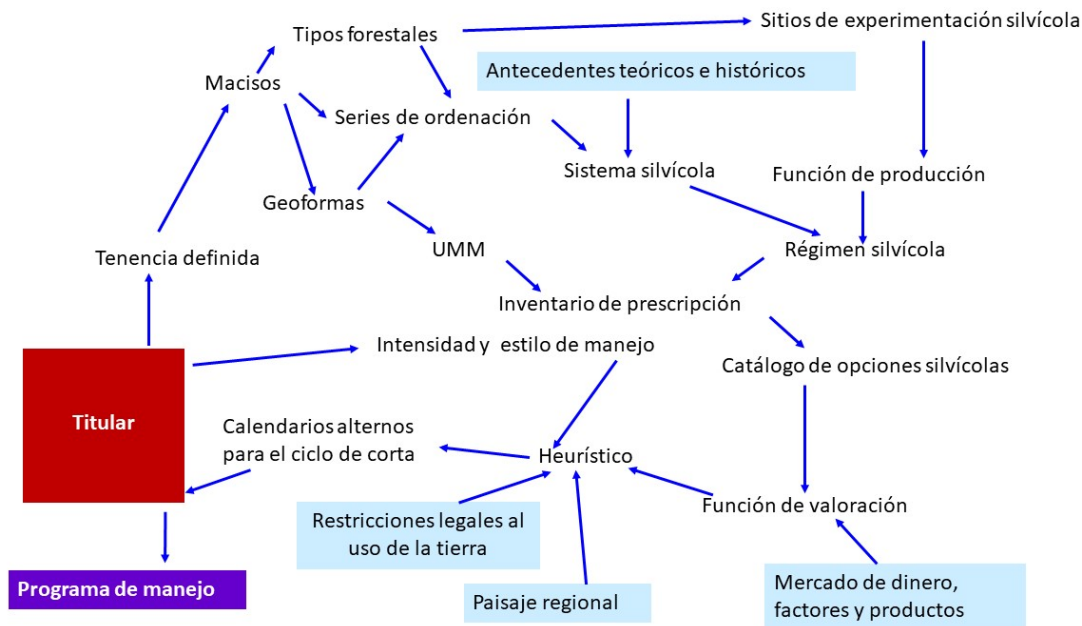 Sitios de experimentación silvícola
Tipos forestales
Antecedentes teóricos e históricos
Macisos
Series de ordenación
Sistema silvícola
Función de producción
Geoformas
UMM
Régimen silvícola
Tenencia definida
Inventario de prescripción
Intensidad y estilo de manejo
Catálogo de opciones silvícolas
Titular
Calendarios alternos
para el ciclo de corta
Heurístico
Función de valoración
Restricciones legales al
uso de la tierra
Programa de manejo
Paisaje regional
Mercado de dinero,
factores y productos